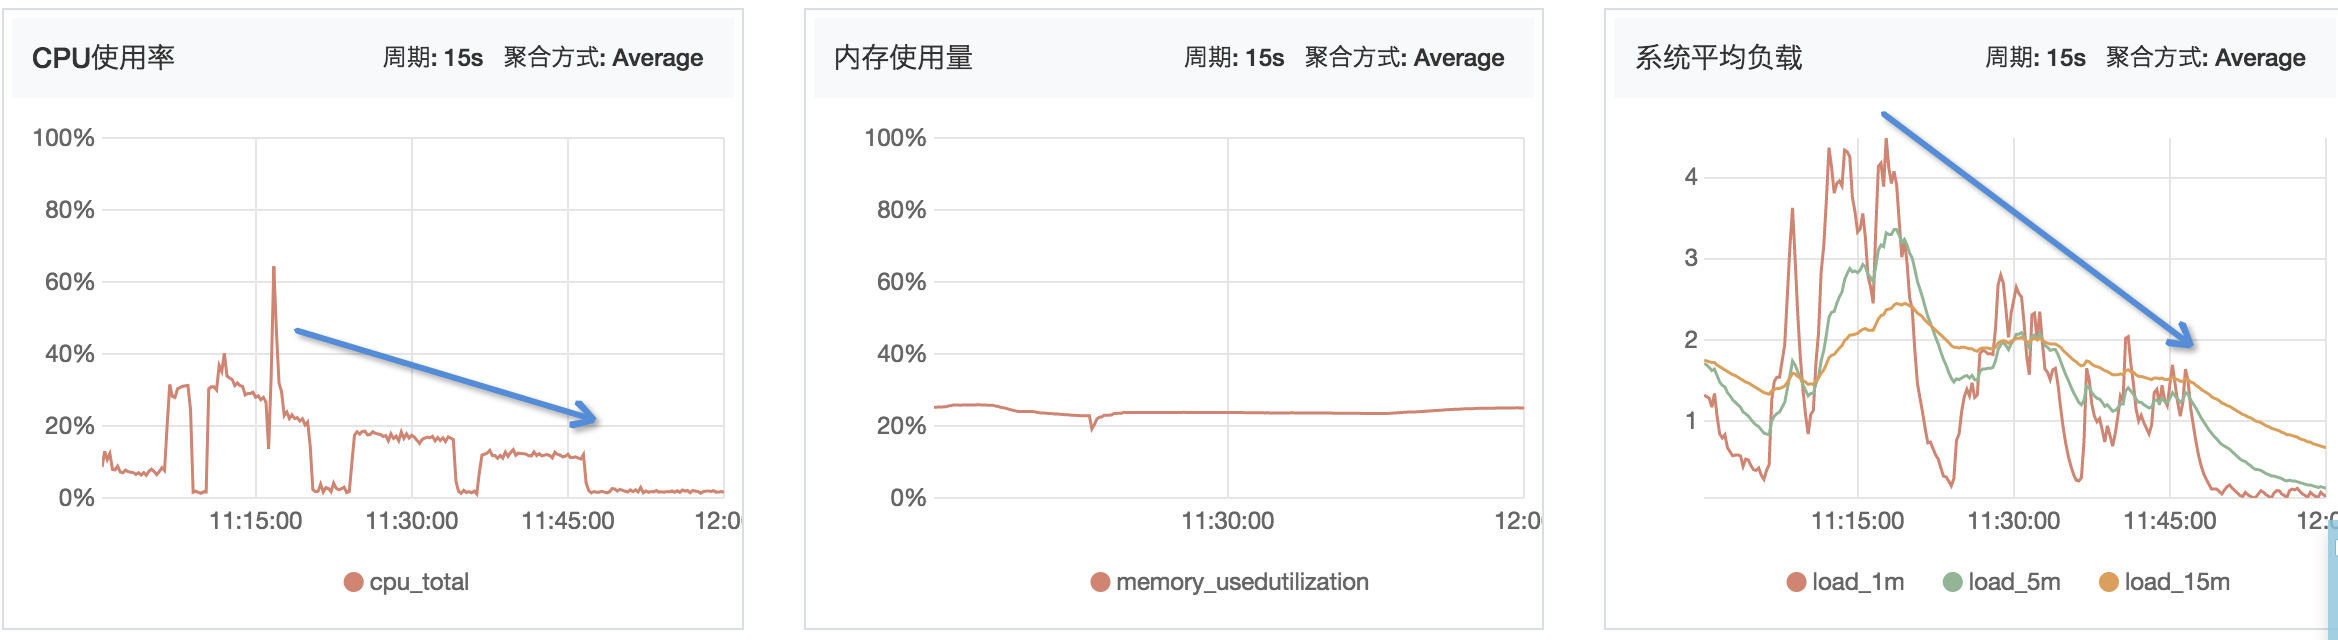 CPU使用率 周期: 15s 聚合方式: Average
100%
80%
60%
40%
20%
0%
11:15:00 11:30:00 11:45:00 12:0
cpu_total
内存使用量 周期: 15s 聚合方式: Average
100%
80%
60%
40%
20%
0%
11:30:00 12:0
memory_usedutilization
系统平均负载 周期: 15s 聚合方式: Average
4
3
2
1
11:15:00 11:30:00 11:45:00 12:0
load_1m load_5m load_15m